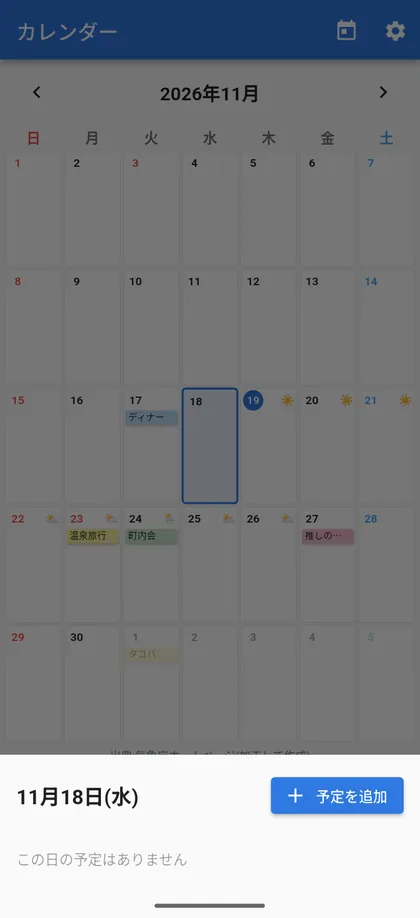 カレンダー
2026年11月
日 月 火 水 木 金 土
1 2 3 4 5 6 7
8 9 10 11 12 13 14
15 16 17 18 19 20 21
ディナー
22 23 24 25 26 27 28
温泉旅行 町内会 推しの…
29 30 1 2 3 4 5
タコパ
11月18日(水)
+ 予定を追加
この日の予定はありません